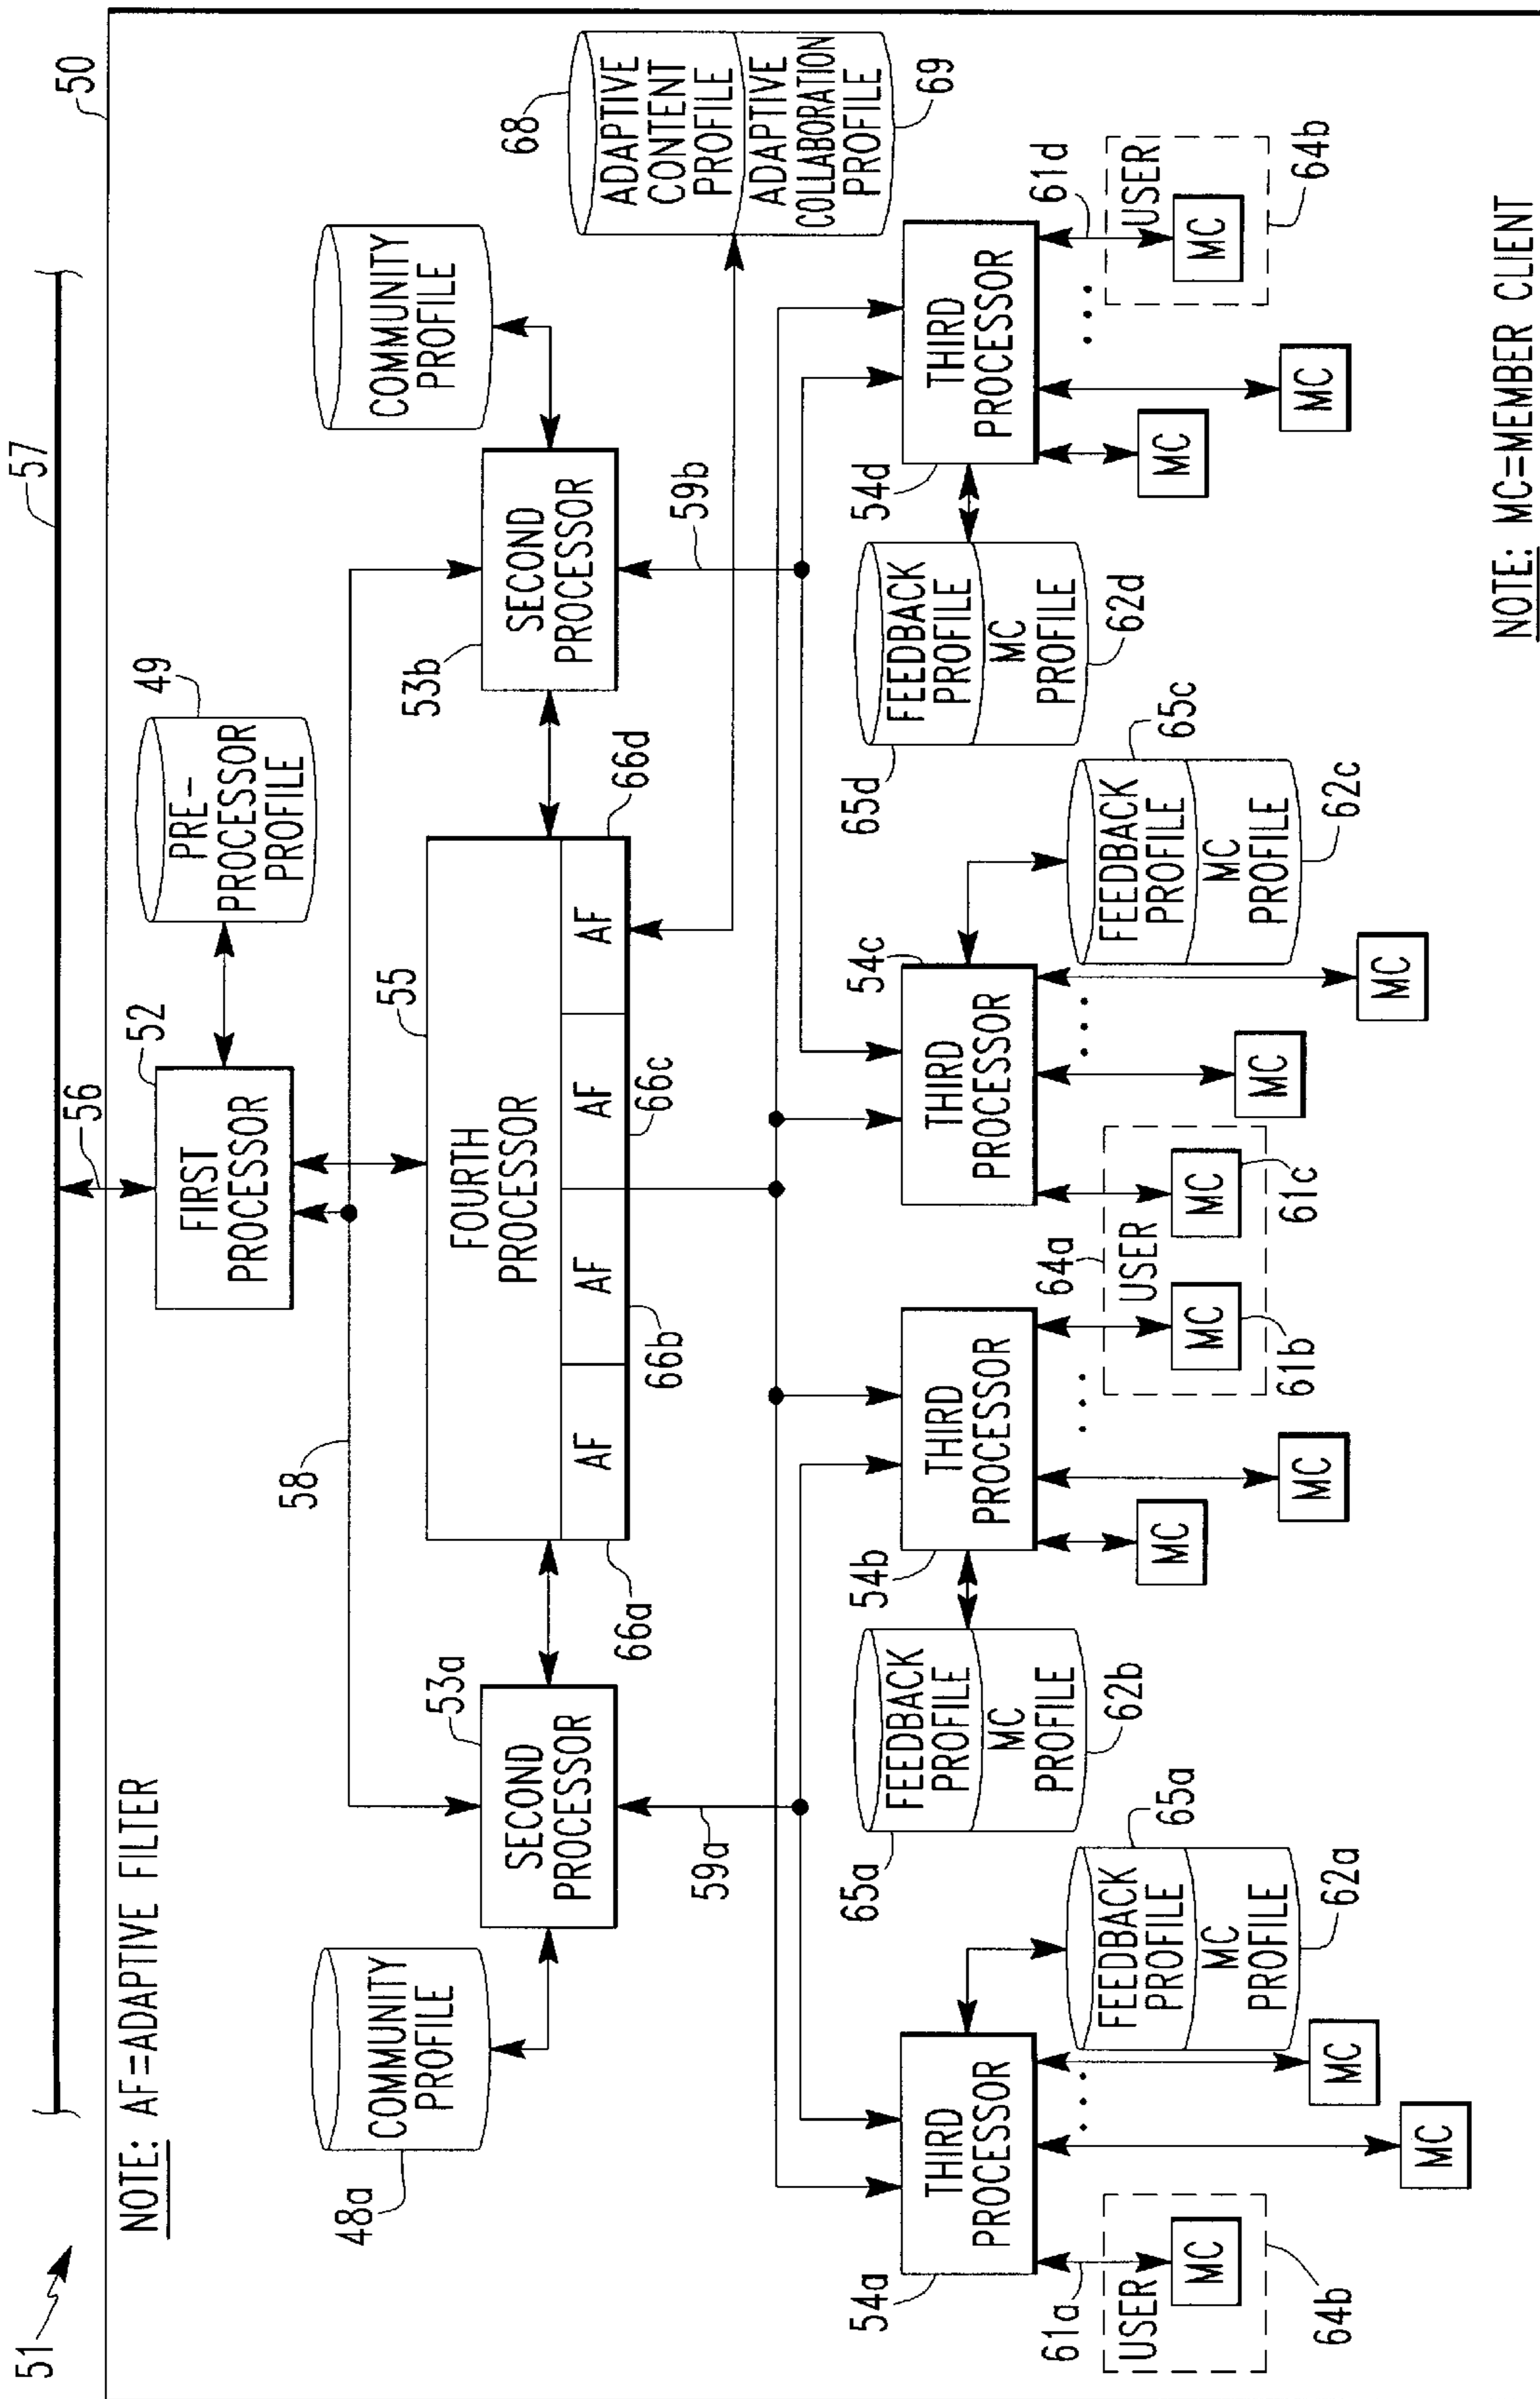 51
57
50
NOTE: AF=ADAPTIVE FILTER
56
52
FIRST
PROCESSOR
49
PRE-
PROCESSOR
PROFILE
58
48a
COMMUNITY
PROFILE
53a
SECOND
PROCESSOR
55
FOURTH
PROCESSOR
AF
AF
AF
AF
66a
66b
66c
66d
53b
SECOND
PROCESSOR
COMMUNITY
PROFILE
68
ADAPTIVE
CONTENT
PROFILE
ADAPTIVE
COLLABORATION
PROFILE
69
59a
59b
54a
THIRD
PROCESSOR
65a
FEEDBACK
PROFILE
MC
PROFILE
62a
65a
FEEDBACK
PROFILE
MC
PROFILE
62b
54b
THIRD
PROCESSOR
54c
THIRD
PROCESSOR
65c
FEEDBACK
PROFILE
MC
PROFILE
62c
65d
FEEDBACK
PROFILE
MC
PROFILE
62d
54d
THIRD
PROCESSOR
61a
USER
MC
64b
MC
MC
MC
MC
64a
USER
MC
61b
MC
61c
MC
MC
MC
MC
61d
USER
MC
64b
NOTE: MC=MEMBER CLIENT